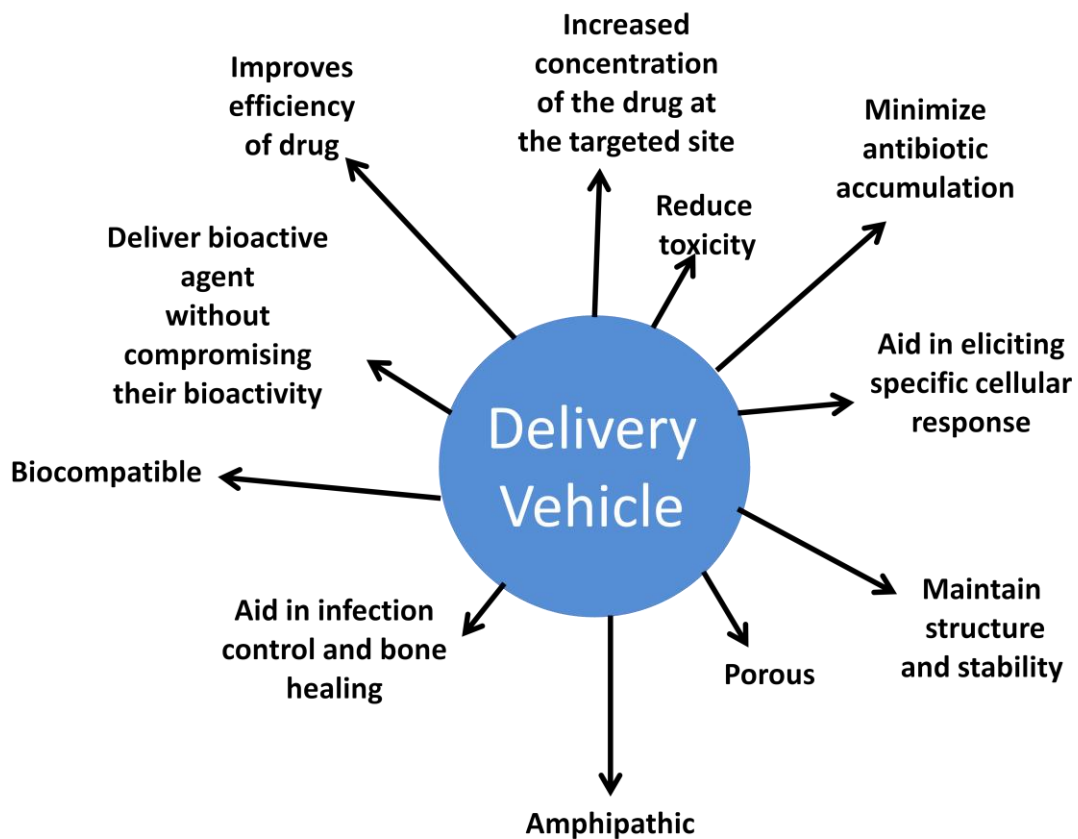 Increased
concentration
of the drug at
the targeted site
Improves
efficiency
of drug
Minimize
antibiotic
accumulation
Reduce
toxicity
Deliver bioactive
agent
without
compromising
their bioactivity
Aid in eliciting
specific cellular
response
Delivery
Vehicle
Biocompatible
Maintain
structure
and stability
Aid in infection
control and bone
healing
Porous
Amphipathic